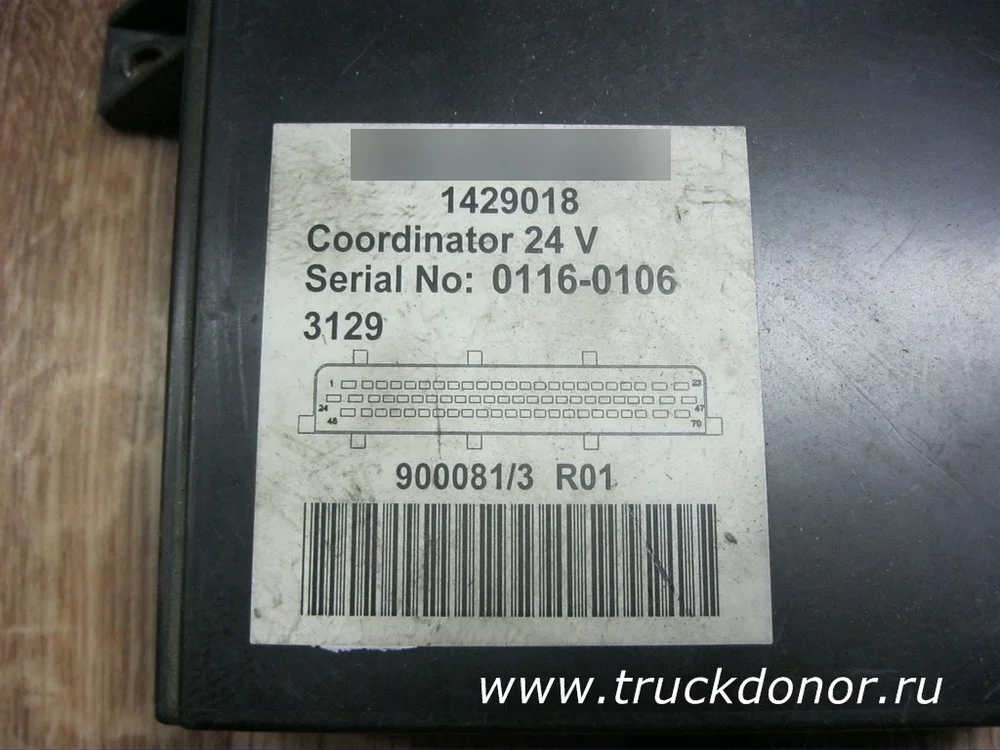 1429018
Coordinator 24 V
Serial No: 0116-0106
3129
1 23
24 47
48 70
900081/3 R01
www.truckdonor.ru